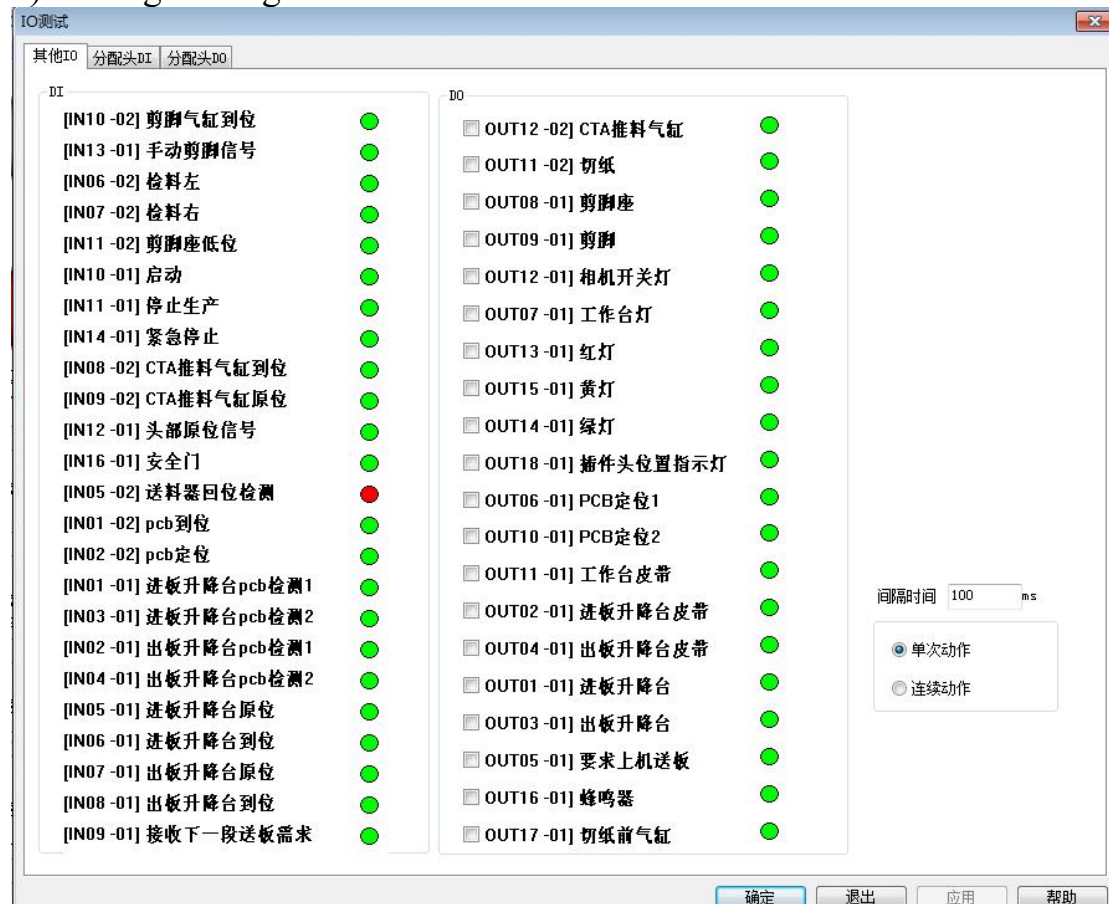 IO测试
其他IO 分配头DI 分配头DO
DI
[IN10 -02] 剪脚气缸到位
[IN13 -01] 手动剪脚信号
[IN06 -02] 检料左
[IN07 -02] 检料右
[IN11 -02] 剪脚座低位
[IN10 -01] 启动
[IN11 -01] 停止生产
[IN14 -01] 紧急停止
[IN08 -02] CTA推料气缸到位
[IN09 -02] CTA推料气缸原位
[IN12 -01] 头部原位信号
[IN16 -01] 安全门
[IN05 -02] 送料器回位检测
[IN01 -02] pcb到位
[IN02 -02] pcb定位
[IN01 -01] 进板升降台pcb检测1
[IN03 -01] 进板升降台pcb检测2
[IN02 -01] 出板升降台pcb检测1
[IN04 -01] 出板升降台pcb检测2
[IN05 -01] 进板升降台原位
[IN06 -01] 进板升降台到位
[IN07 -01] 出板升降台原位
[IN08 -01] 出板升降台到位
[IN09 -01] 接收下一段送板需求
DO
OUT12 -02] CTA推料气缸
OUT11 -02] 切纸
OUT08 -01] 剪脚座
OUT09 -01] 剪脚
OUT12 -01] 相机开关灯
OUT07 -01] 工作台灯
OUT13 -01] 红灯
OUT15 -01] 黄灯
OUT14 -01] 绿灯
OUT18 -01] 插件头位置指示灯
OUT06 -01] PCB定位1
OUT10 -01] PCB定位2
OUT11 -01] 工作台皮带
OUT02 -01] 进板升降台皮带
OUT04 -01] 出板升降台皮带
OUT01 -01] 进板升降台
OUT03 -01] 出板升降台
OUT05 -01] 要求上机送板
OUT16 -01] 蜂鸣器
OUT17 -01] 切纸前气缸
间隔时间 100 ms
单次动作
连续动作
确定 退出 应用 帮助